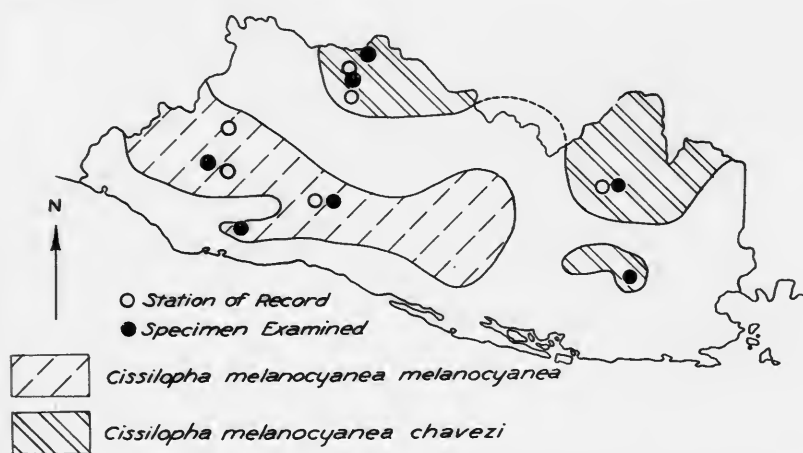 N
Station of Record
Specimen Examined
Cissilopha melanocyanea melanocyanea
Cissilopha melanocyanea chavezi